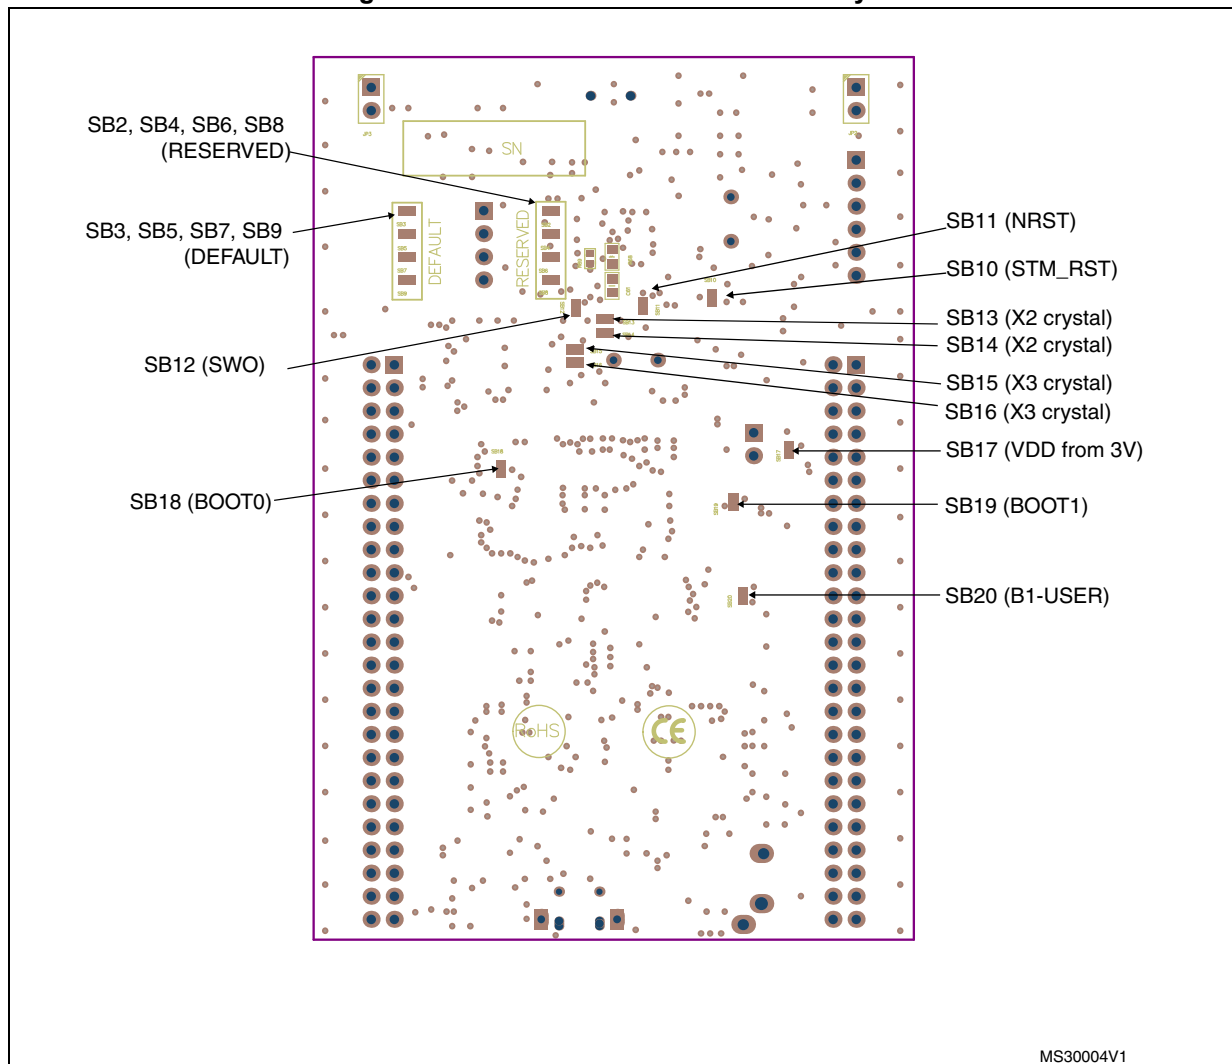 SB2, SB4, SB6, SB8
(RESERVED)
SB3, SB5, SB7, SB9
(DEFAULT)
SB12 (SWO)
SB18 (BOOT0)
SN
DEFAULT
RESERVED
SB11 (NRST)
SB10 (STM_RST)
SB13 (X2 crystal)
SB14 (X2 crystal)
SB15 (X3 crystal)
SB16 (X3 crystal)
SB17 (VDD from 3V)
SB19 (BOOT1)
SB20 (B1-USER)
RoHS
CE
MS30004V1